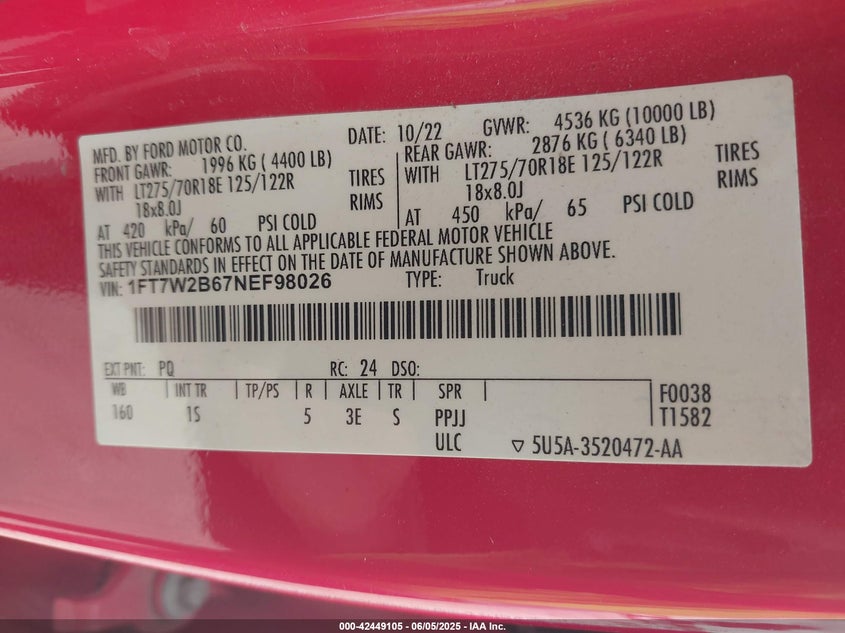 MFD. BY FORD MOTOR CO. DATE: 10/22 GVWR: 4536 KG (10000 LB)
FRONT GAWR: 1996 KG ( 4400 LB) REAR GAWR: 2876 KG ( 6340 LB)
WITH LT275/70R18E 125/122R TIRES WITH LT275/70R18E 125/122R TIRES
18x8.0J RIMS 18x8.0J RIMS
AT 420 kPa/ 60 PSI COLD AT 450 kPa/ 65 PSI COLD
THIS VEHICLE CONFORMS TO ALL APPLICABLE FEDERAL MOTOR VEHICLE
SAFETY STANDARDS IN EFFECT ON THE DATE OF MANUFACTURE SHOWN ABOVE.
VIN: 1FT7W2B67NEF98026 TYPE: Truck
EXT PNT: PQ RC: 24 DSO:
WB INT TR TP/PS R AXLE TR SPR F0038
160 1S 5 3E S PPJJ T1582
ULC ▽ 5U5A-3520472-AA
000-42449105 - 06/05/2025 - IAA Inc.